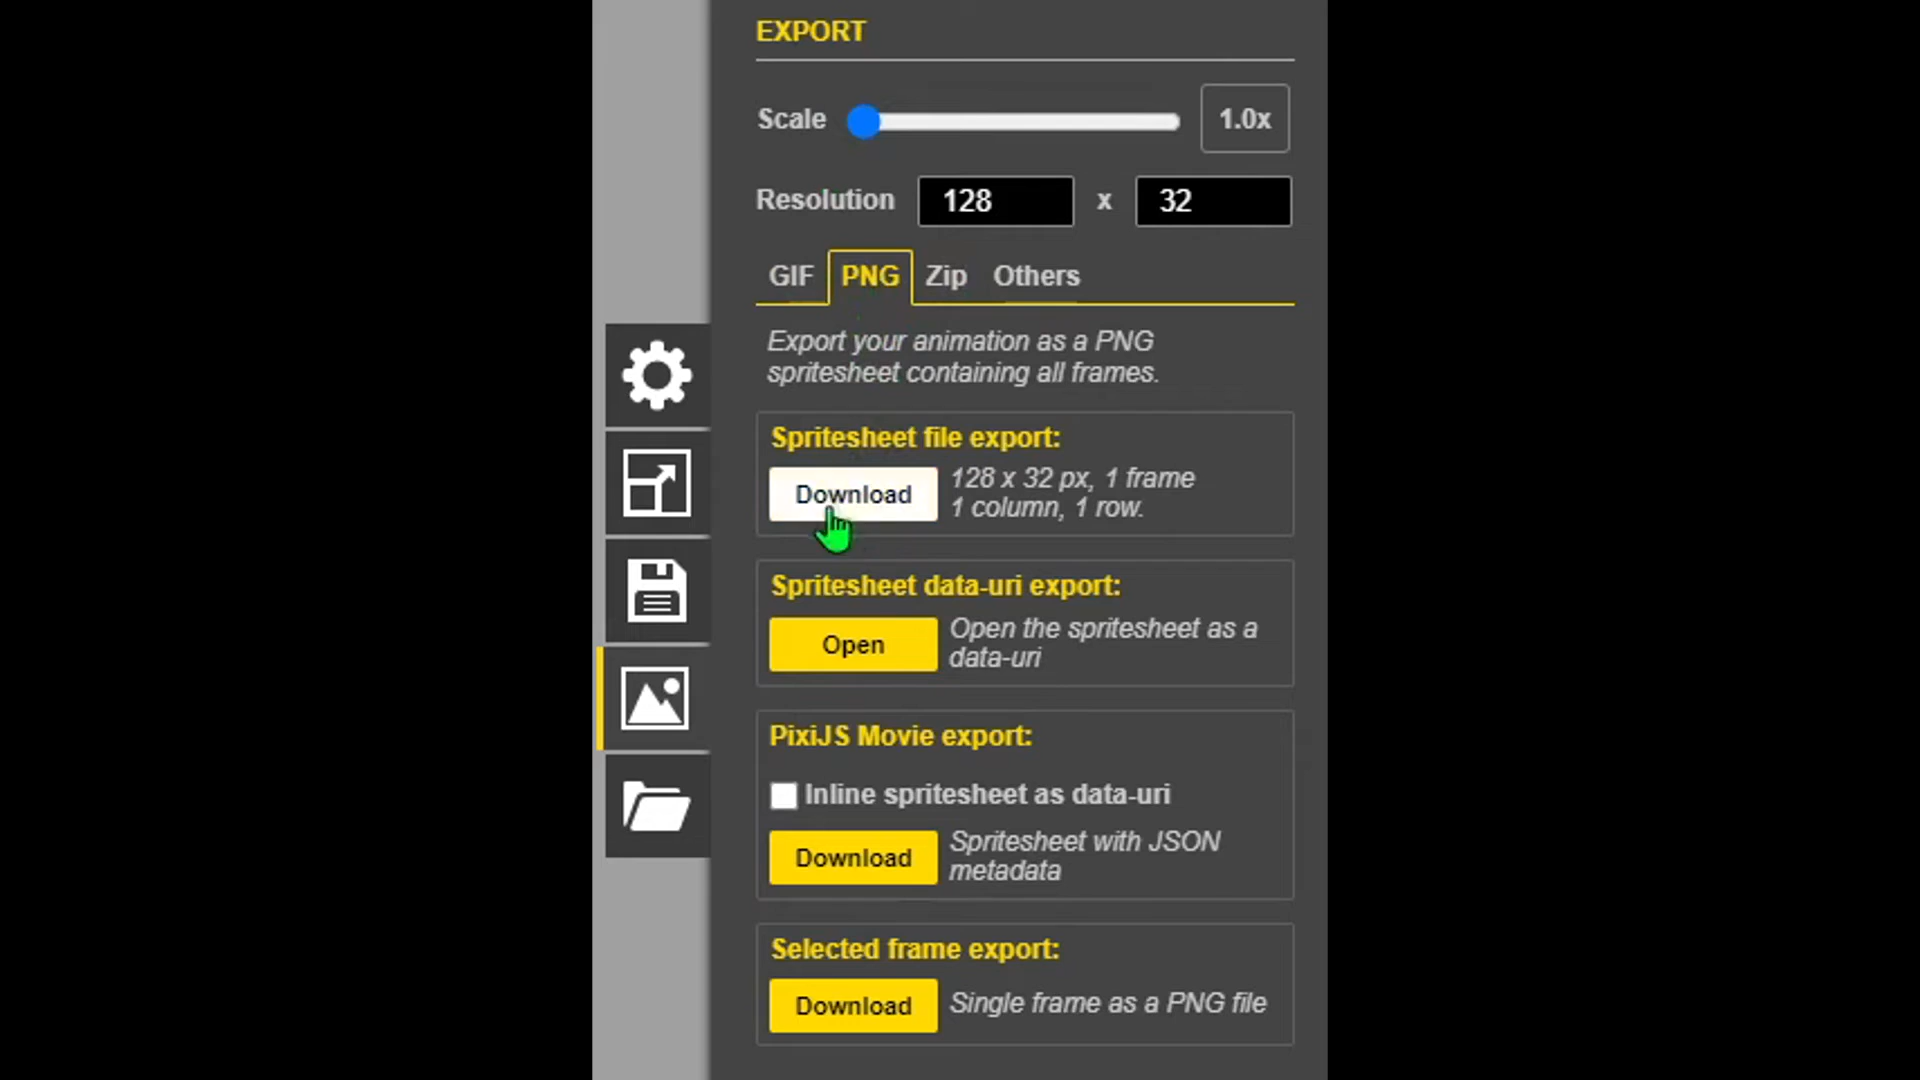 EXPORT
Scale 1.0x
Resolution 128 x 32
GIF PNG Zip Others
Export your animation as a PNG
spritesheet containing all frames.
Spritesheet file export:
Download
128 x 32 px, 1 frame
1 column, 1 row.
Spritesheet data-uri export:
Open
Open the spritesheet as a
data-uri
PixiJS Movie export:
Inline spritesheet as data-uri
Download
Spritesheet with JSON
metadata
Selected frame export:
Download Single frame as a PNG file